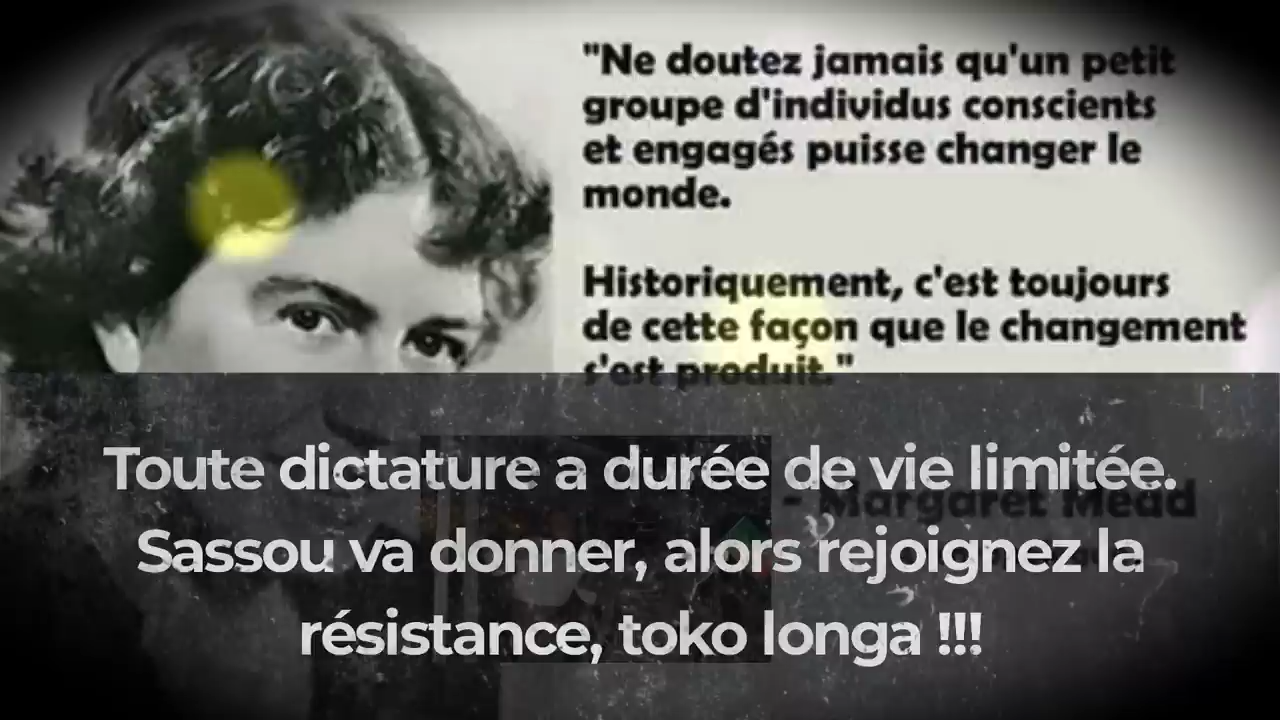 "Ne doutez jamais qu'un petit
groupe d'individus conscients
et engagés puisse changer le
monde.
Historiquement, c'est toujours
de cette façon que le changement
s'est produit."
Toute dictature a durée de vie limitée.
- Margaret Mead
Sassou va donner, alors rejoignez la
résistance, toko longa !!!